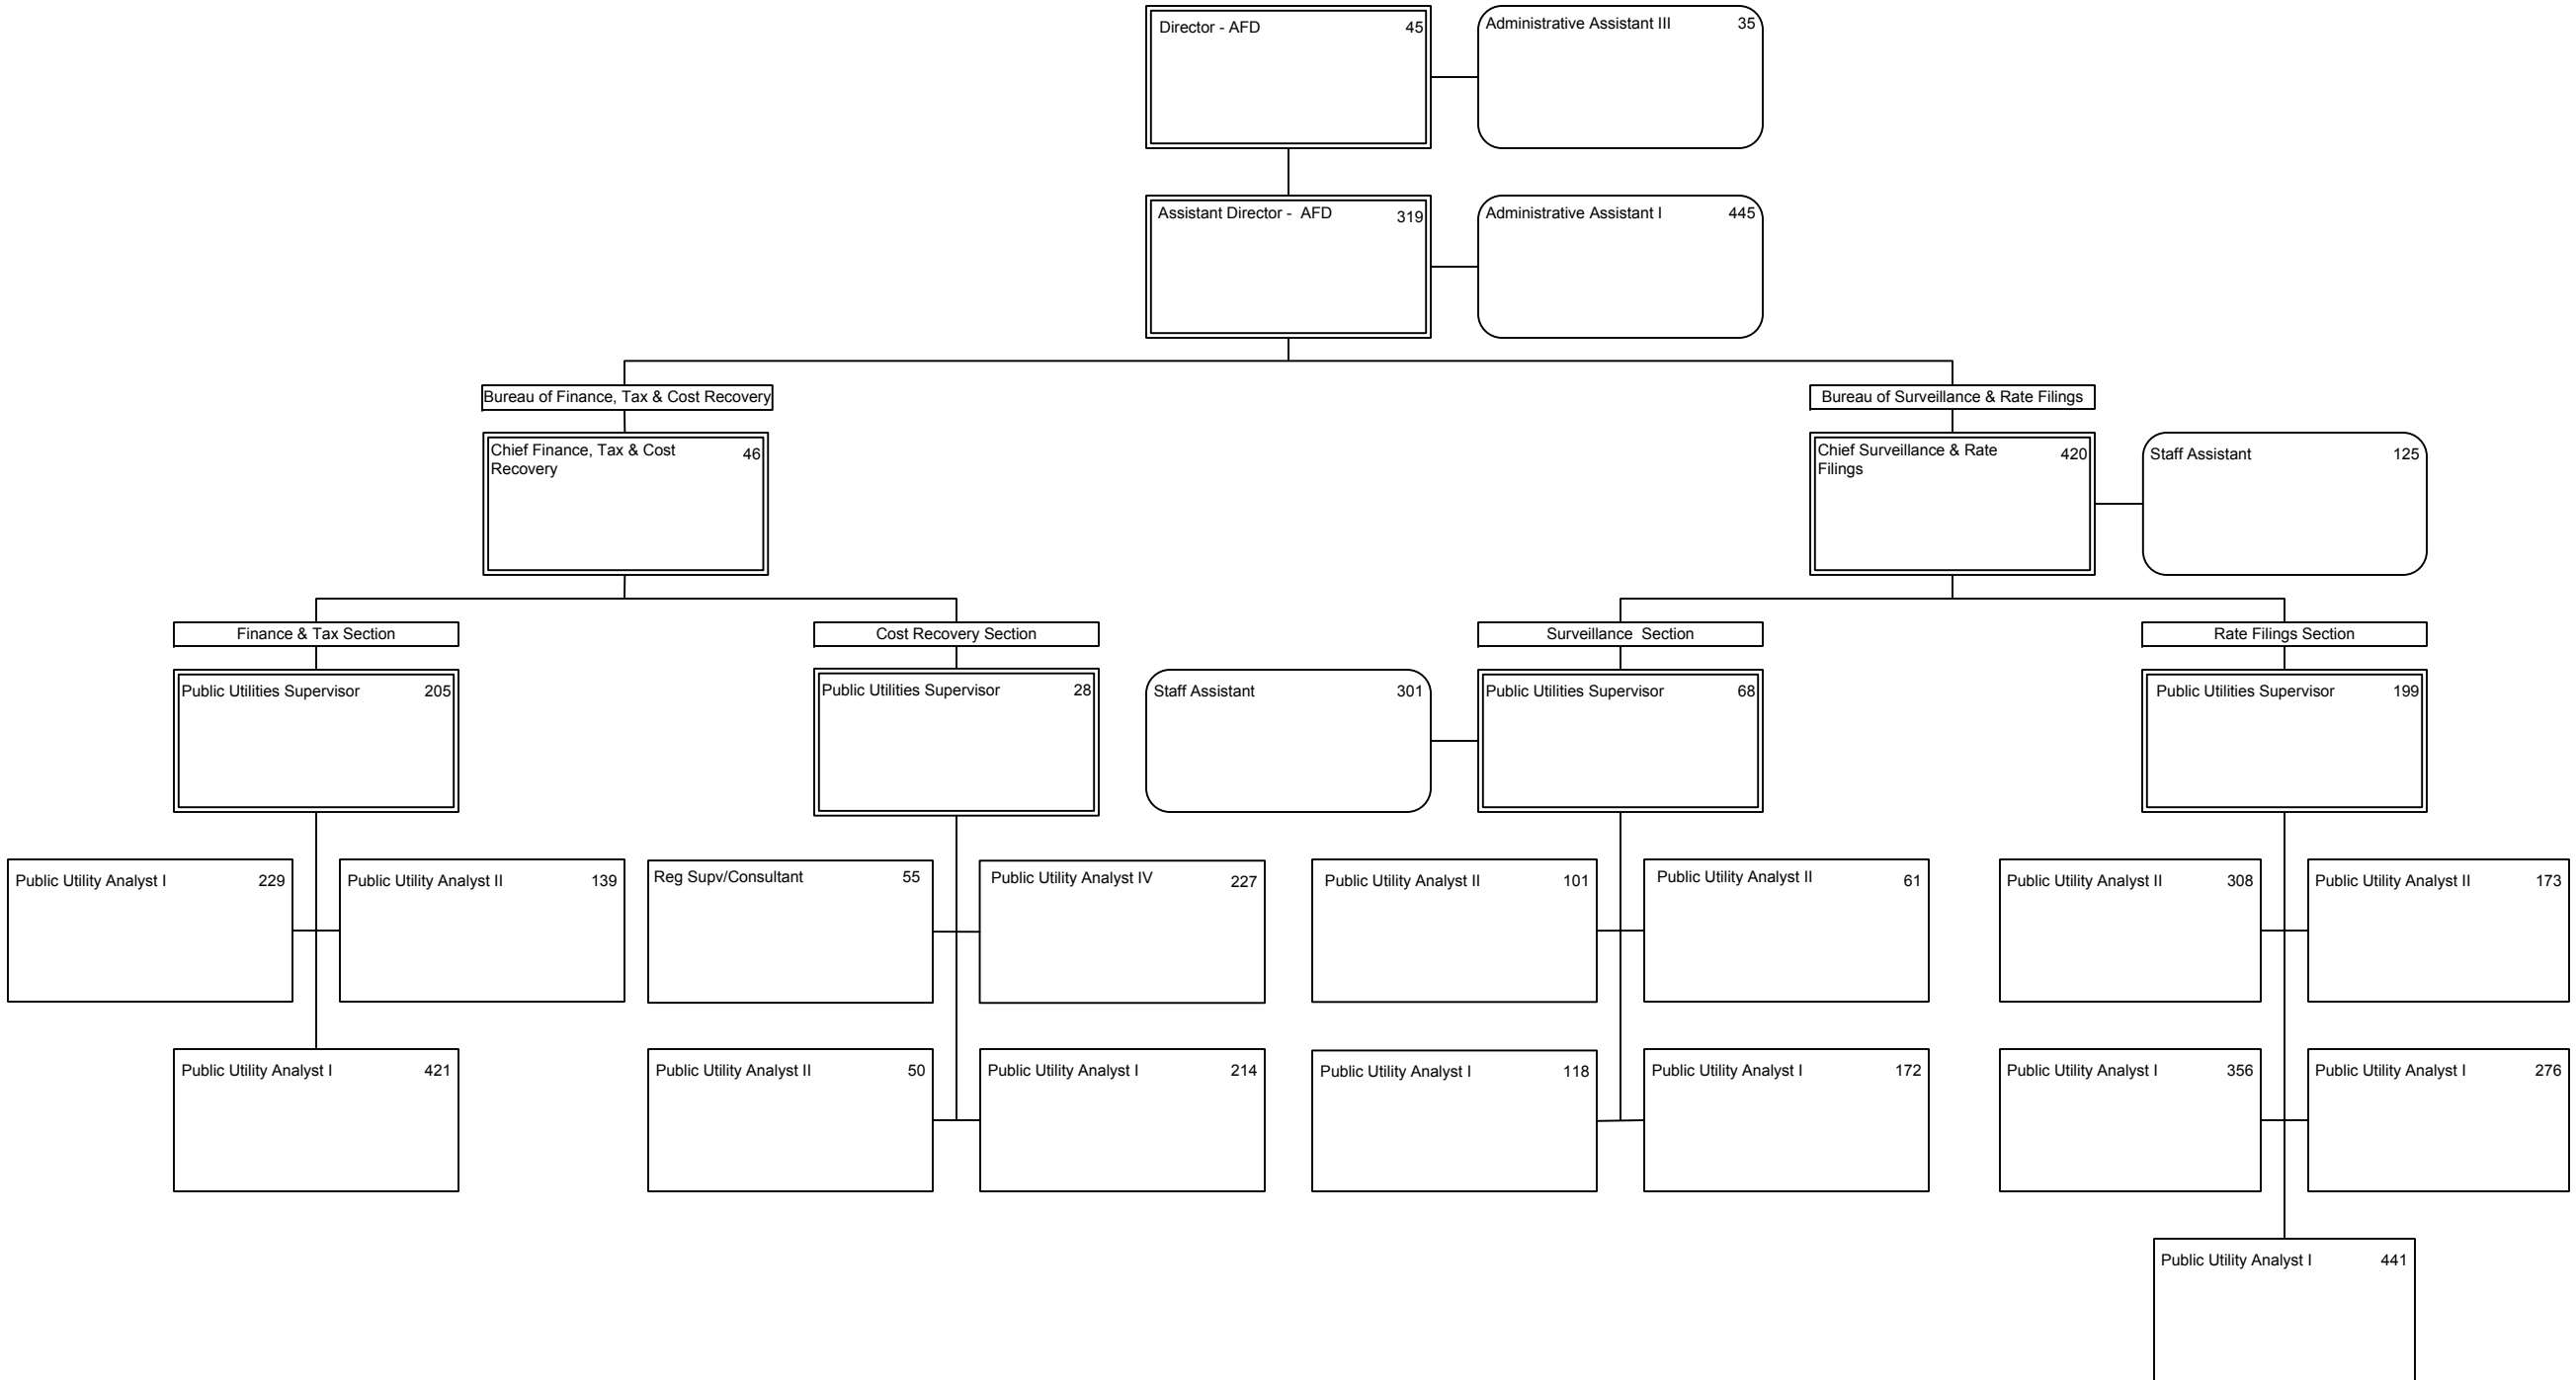 Director - AFD 45
Administrative Assistant III 35
Assistant Director - AFD 319
Administrative Assistant I 445
Bureau of Finance, Tax & Cost Recovery
Bureau of Surveillance & Rate Filings
Chief Finance, Tax & Cost 46
Recovery
Chief Surveillance & Rate 420
Filings
Staff Assistant 125
Finance & Tax Section
Cost Recovery Section
Surveillance Section
Rate Filings Section
Public Utilities Supervisor 205
Public Utilities Supervisor 28
Staff Assistant 301
Public Utilities Supervisor 68
Public Utilities Supervisor 199
Public Utility Analyst I 229
Public Utility Analyst II 139
Reg Supv/Consultant 55
Public Utility Analyst IV 227
Public Utility Analyst II 101
Public Utility Analyst II 61
Public Utility Analyst II 308
Public Utility Analyst II 173
Public Utility Analyst I 421
Public Utility Analyst II 50
Public Utility Analyst I 214
Public Utility Analyst I 118
Public Utility Analyst I 172
Public Utility Analyst I 356
Public Utility Analyst I 276
Public Utility Analyst I 441